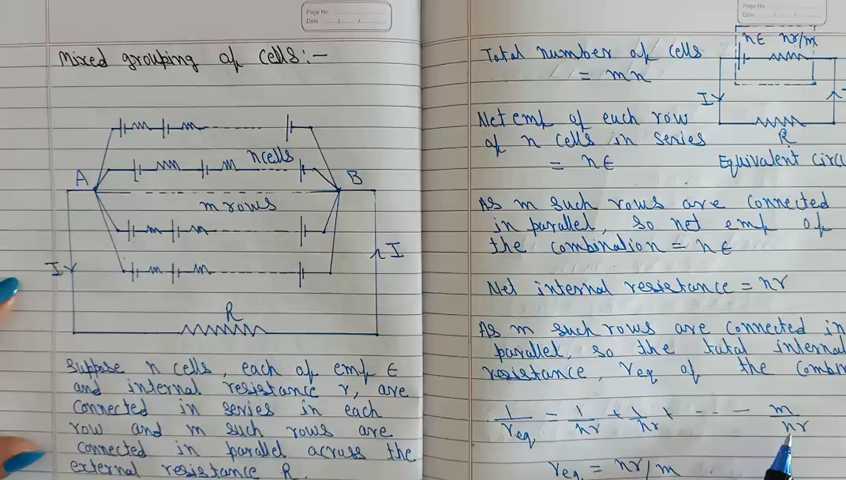 Page No.
Date
Mixed grouping of cells:-
n cells
A
B
m rows
I
I
R
Suppose n cells, each of emf ε
and internal resistance r, are
connected in series in each
row and m such rows are
connected in parallel across the
external resistance R.
Page No.
Date
nε nr/m
I
R
Equivalent circ
Total number of cells
= mn
Net emf of each row
of n cells in series
= nε
As m such rows are connected
in parallel, so net emf of
the combination = nε
Net internal resistance = nr
As m such rows are connected in
parallel, so the total internal
resistance, req of the combin
1/req = 1/nr + 1/nr + ---- m/nr
req = nr/m